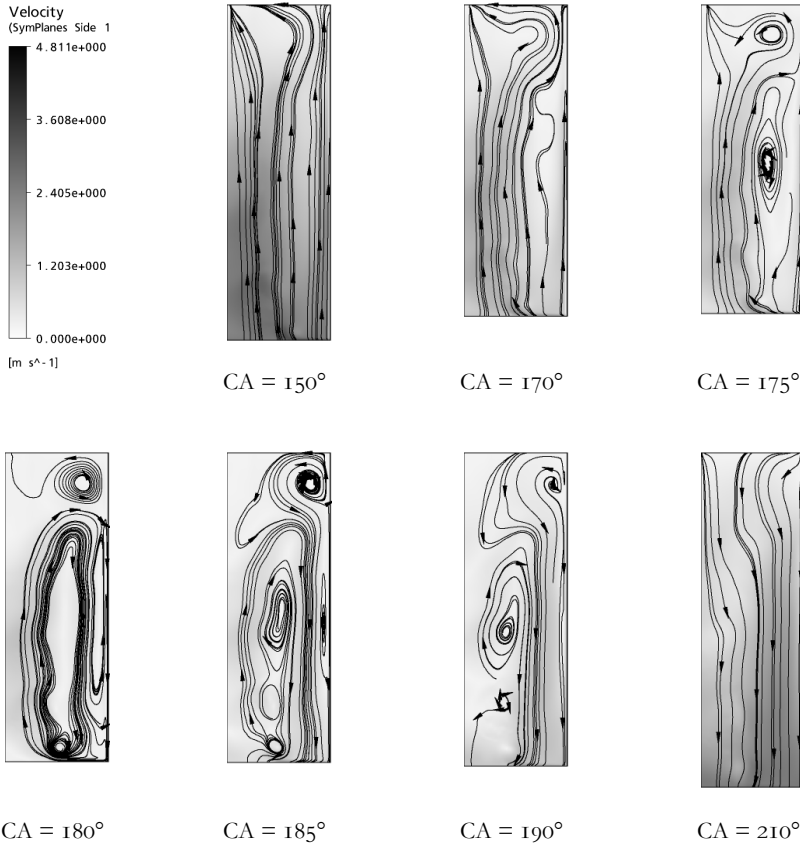 Velocity
(SymPlanes Side 1
4.811e+000
3.608e+000
2.405e+000
1.203e+000
0.000e+000
[m s^-1]
CA = 150°
CA = 170°
CA = 175°
CA = 180°
CA = 185°
CA = 190°
CA = 210°